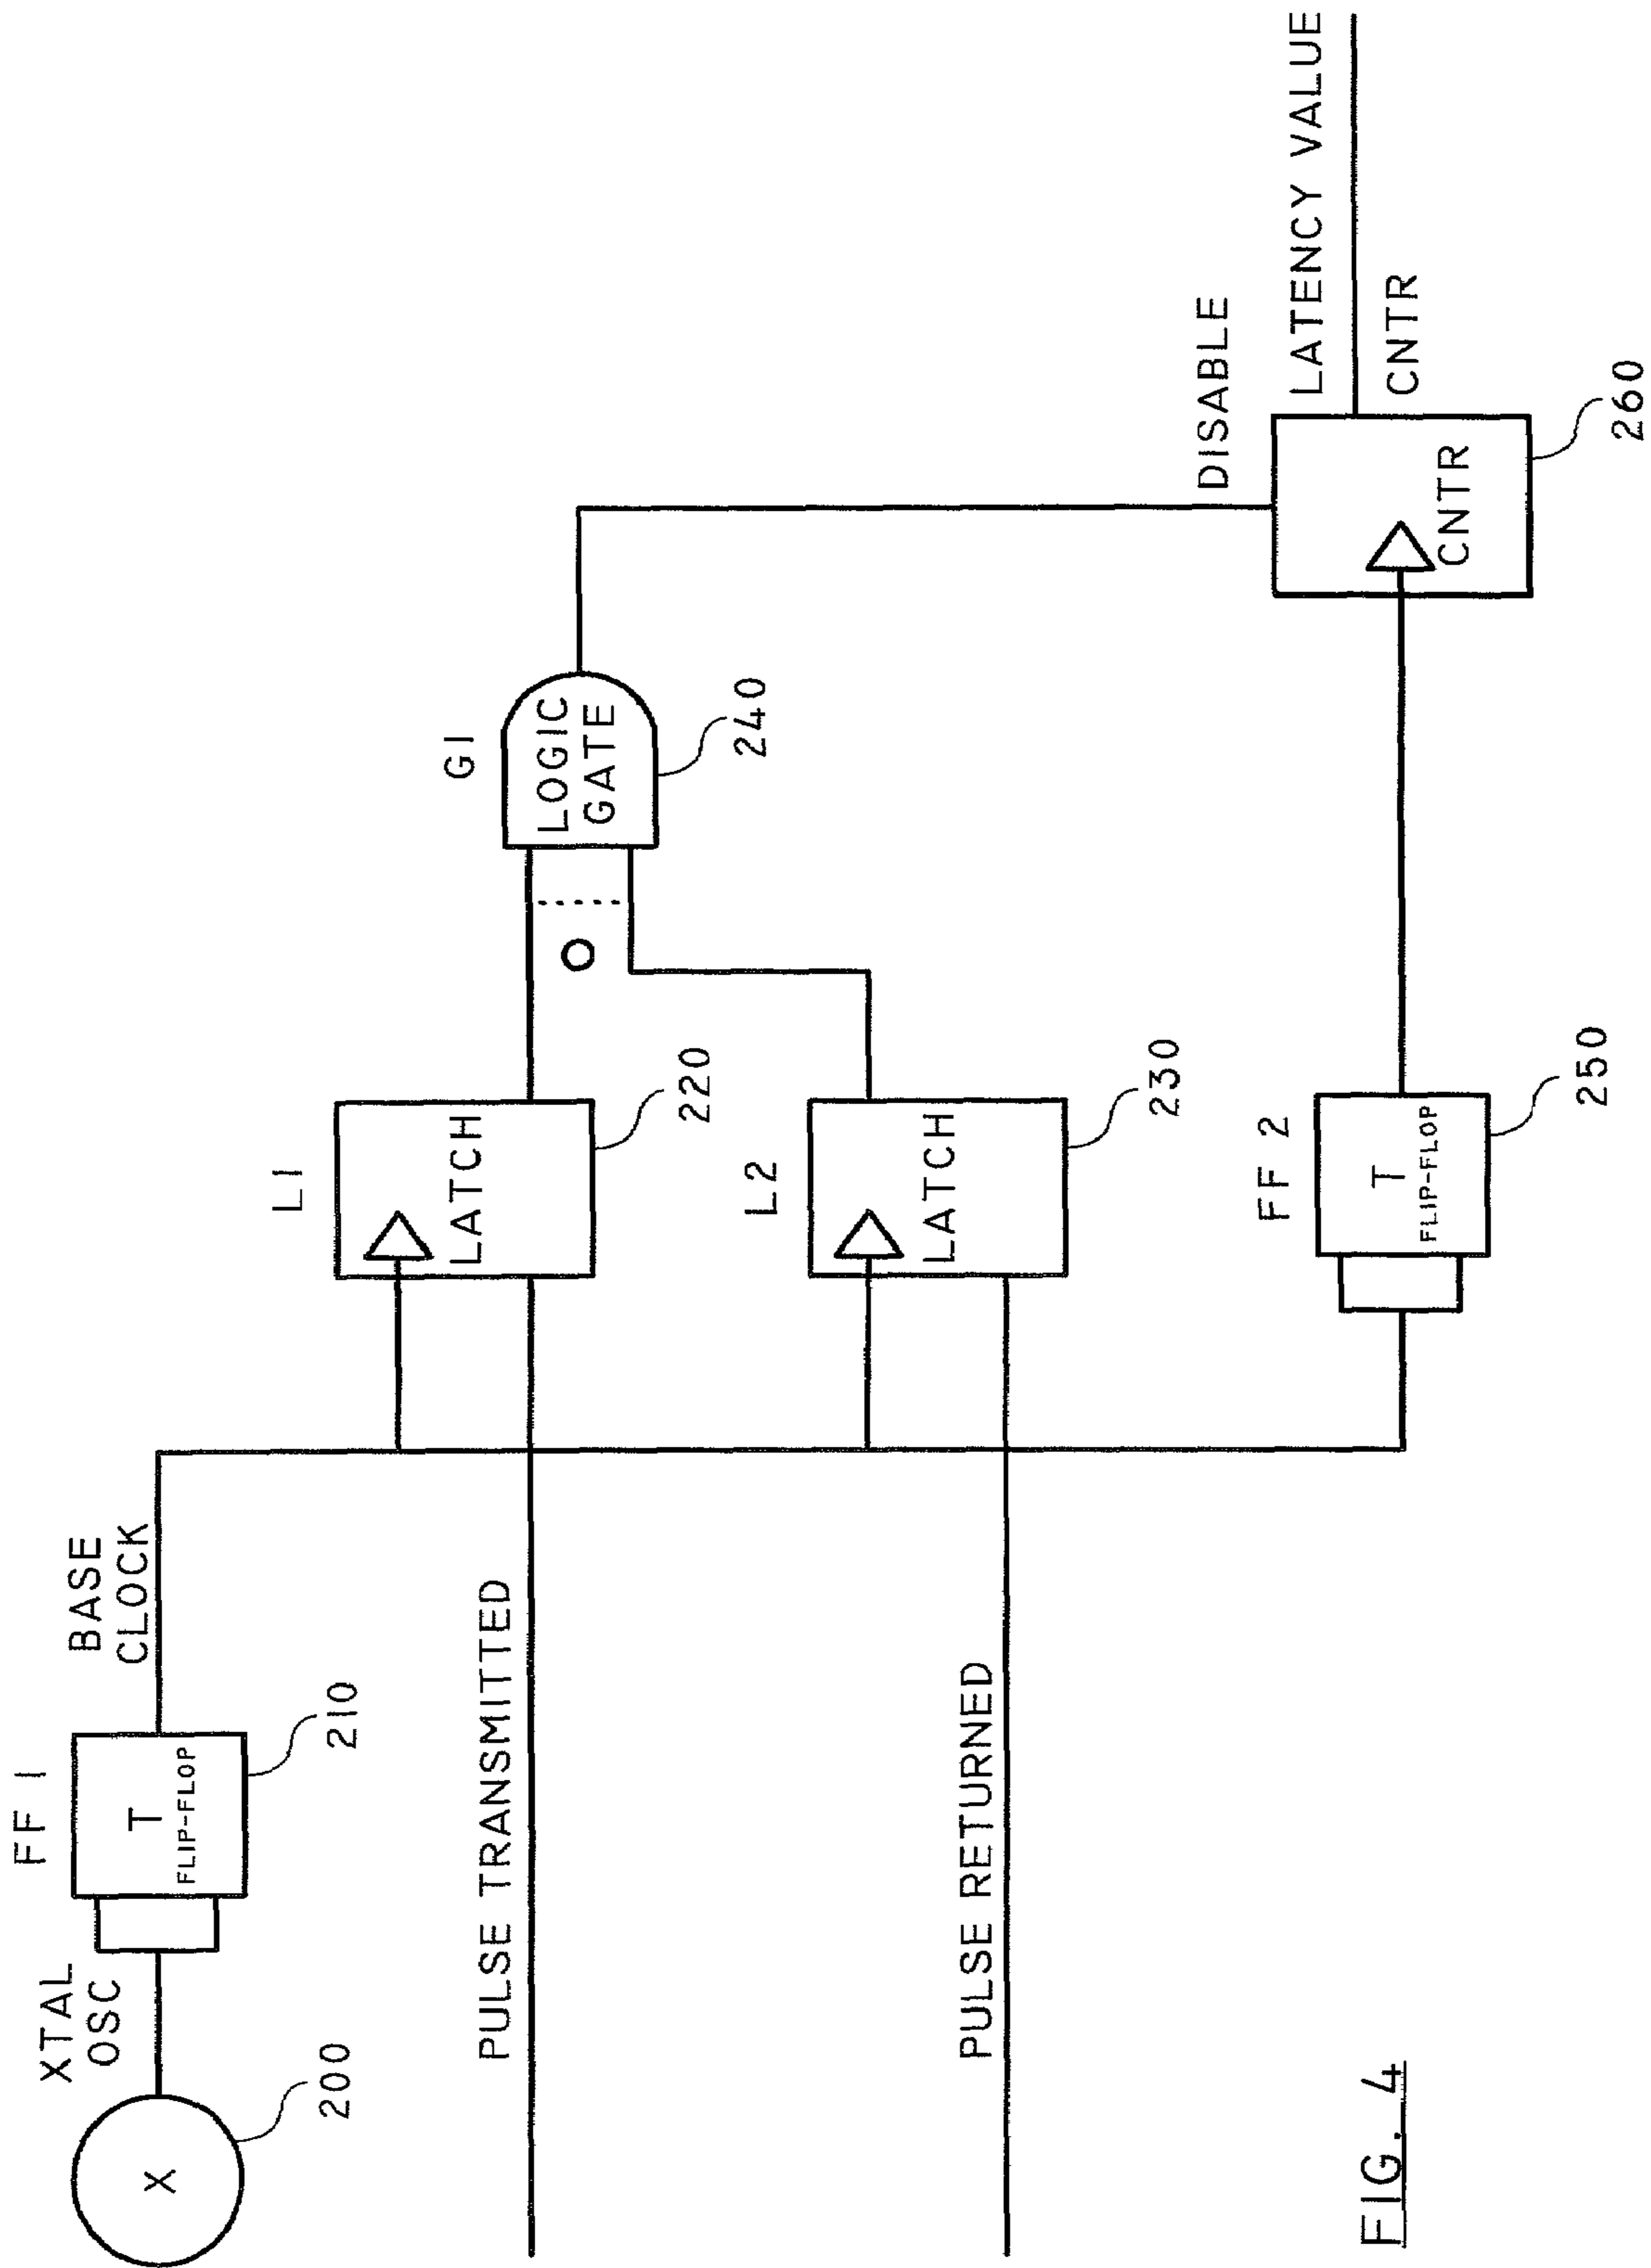 FF 1
XTAL
OSC
X
200
T
FLIP-FLOP
210
BASE
CLOCK
PULSE TRANSMITTED
PULSE RETURNED
L1
LATCH
220
L2
LATCH
230
G1
LOGIC
GATE
240
FF 2
T
FLIP-FLOP
250
DISABLE
LATENCY VALUE
CNTR
CNTR
260
FIG. 4